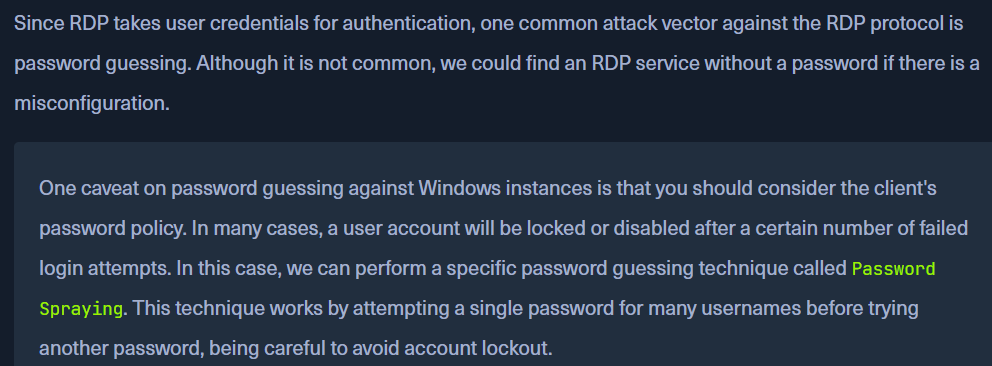 Since RDP takes user credentials for authentication, one common attack vector against the RDP protocol is
password guessing. Although it is not common, we could find an RDP service without a password if there is a
misconfiguration.
One caveat on password guessing against Windows instances is that you should consider the client's
password policy. In many cases, a user account will be locked or disabled after a certain number of failed
login attempts. In this case, we can perform a specific password guessing technique called Password
Spraying. This technique works by attempting a single password for many usernames before trying
another password, being careful to avoid account lockout.